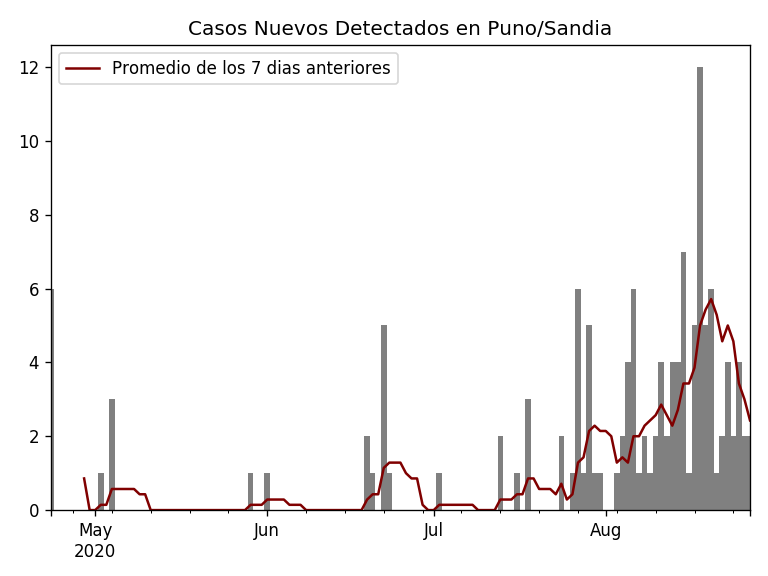 Casos Nuevos Detectados en Puno/Sandia
Promedio de los 7 dias anteriores
12
10
8
6
4
2
0
May
2020
Jun
Jul
Aug